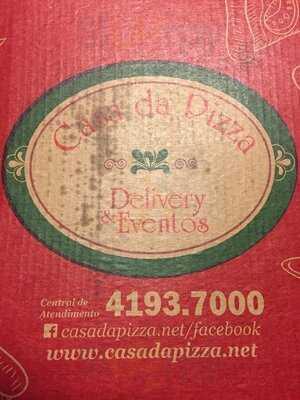 Casa da Pizza
Delivery
& Eventos
Central de
Atendimento 4193.7000
casadapizza.net/facebook
www.casadapizza.net